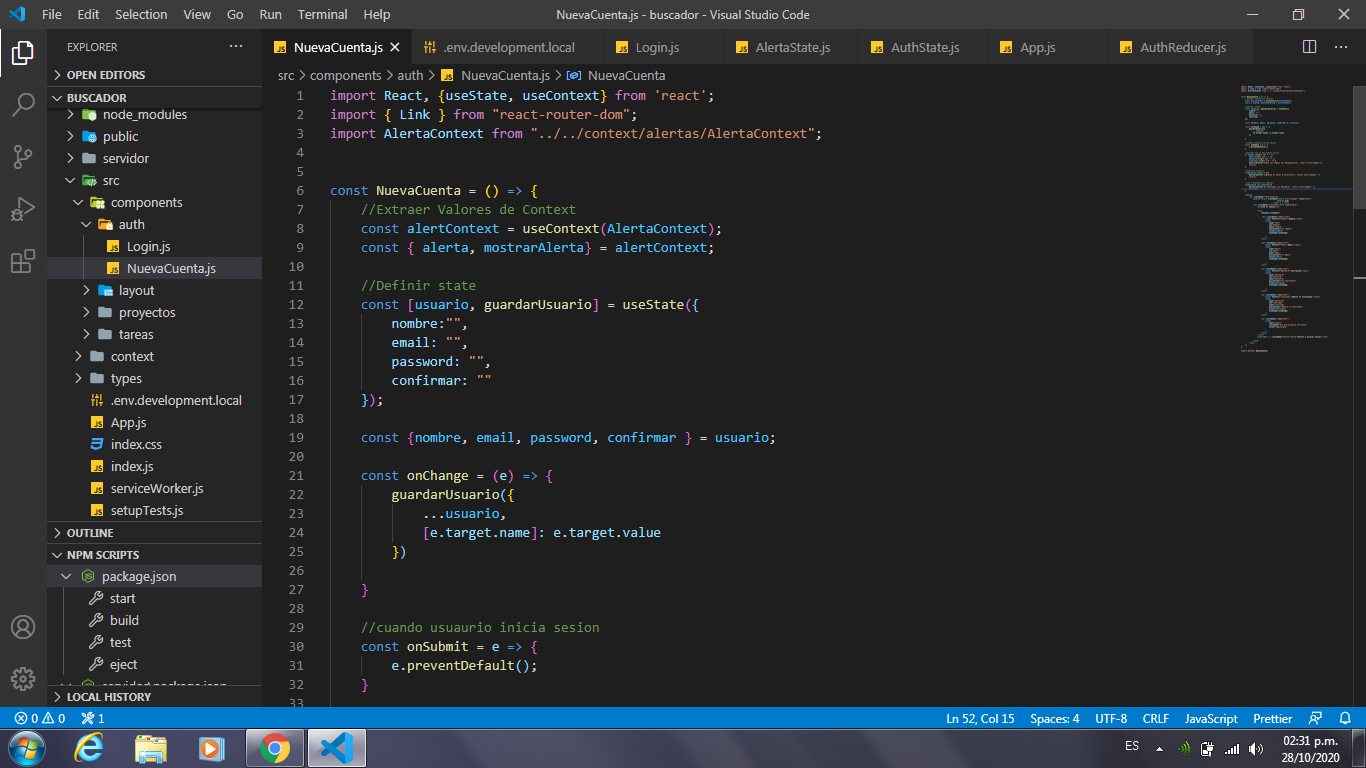 File Edit Selection View Go Run Terminal Help
NuevaCuenta.js - buscador - Visual Studio Code
EXPLORER
OPEN EDITORS
BUSCADOR
node_modules
public
servidor
src
components
auth
Login.js
NuevaCuenta.js
layout
proyectos
tareas
context
types
.env.development.local
App.js
index.css
index.js
serviceWorker.js
setupTests.js
OUTLINE
NPM SCRIPTS
package.json
start
build
test
eject
servidor\package.json
LOCAL HISTORY
NuevaCuenta.js .env.development.local Login.js AlertaState.js AuthState.js App.js AuthReducer.js
src > components > auth > NuevaCuenta.js > NuevaCuenta
1 import React, {useState, useContext} from 'react';
2 import { Link } from "react-router-dom";
3 import AlertaContext from "../../context/alertas/AlertaContext";
4
5
6 const NuevaCuenta = () => {
7 //Extraer Valores de Context
8 const alertContext = useContext(AlertaContext);
9 const { alerta, mostrarAlerta} = alertContext;
10
11 //Definir state
12 const [usuario, guardarUsuario] = useState({
13 nombre:"",
14 email: "",
15 password: "",
16 confirmar: ""
17 });
18
19 const {nombre, email, password, confirmar } = usuario;
20
21 const onChange = (e) => {
22 guardarUsuario({
23 ...usuario,
24 [e.target.name]: e.target.value
25 })
26
27 }
28
29 //cuando usuaurio inicia sesion
30 const onSubmit = e => {
31 e.preventDefault();
32 }
33
0 0 1
Ln 52, Col 15 Spaces: 4 UTF-8 CRLF JavaScript Prettier
ES
02:31 p.m.
28/10/2020